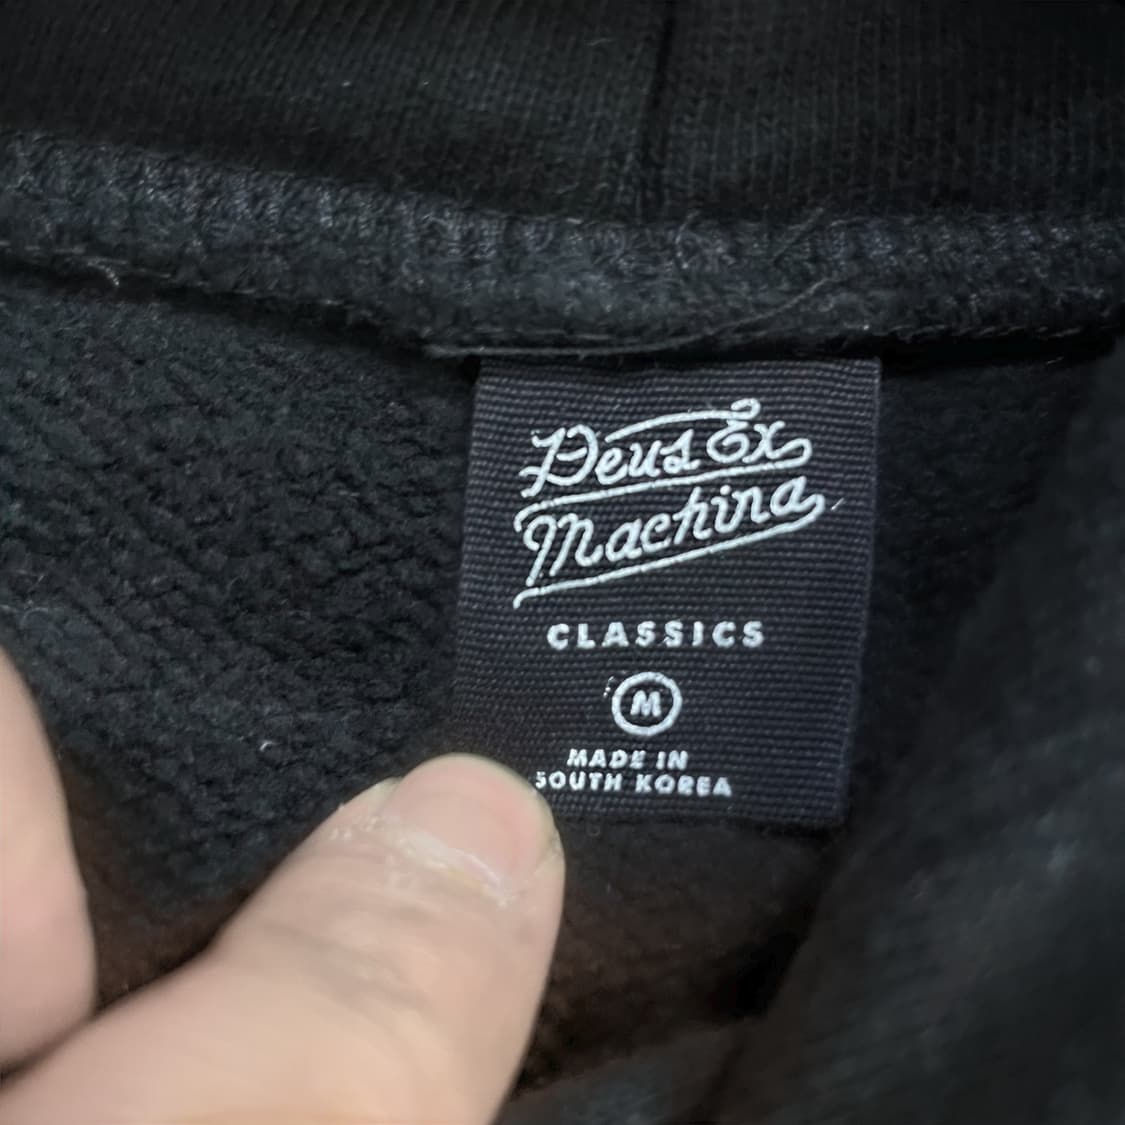 Deus Ex
Machina
CLASSICS
M
MADE IN
SOUTH KOREA